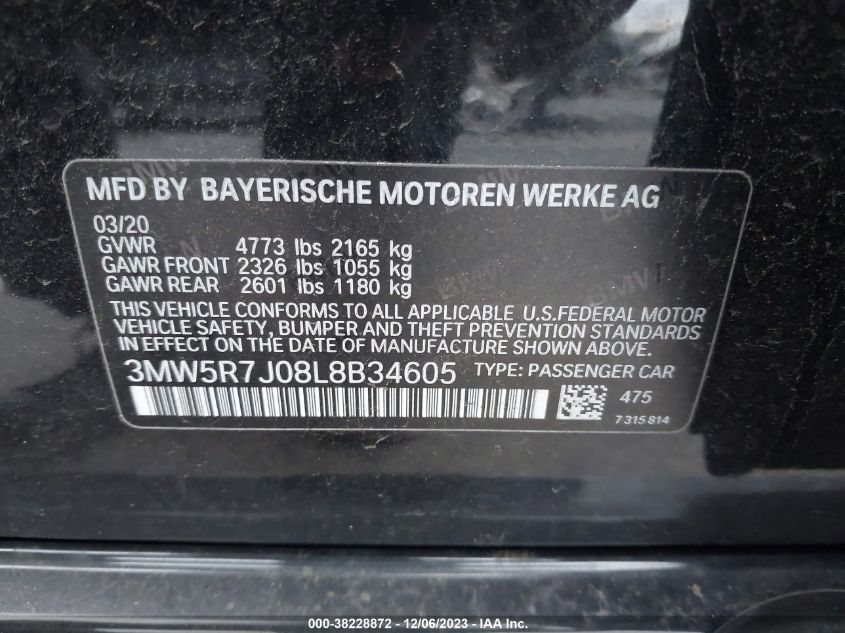 MFD BY BAYERISCHE MOTOREN WERKE AG
03/20
GVWR 4773 lbs 2165 kg
GAWR FRONT 2326 lbs 1055 kg
GAWR REAR 2601 lbs 1180 kg
THIS VEHICLE CONFORMS TO ALL APPLICABLE U.S.FEDERAL MOTOR
VEHICLE SAFETY, BUMPER AND THEFT PREVENTION STANDARDS
IN EFFECT ON THE DATE OF MANUFACTURE SHOWN ABOVE.
3MW5R7J08L8B34605 TYPE: PASSENGER CAR
475
7315814
000-38228872 - 12/06/2023 - IAA Inc.